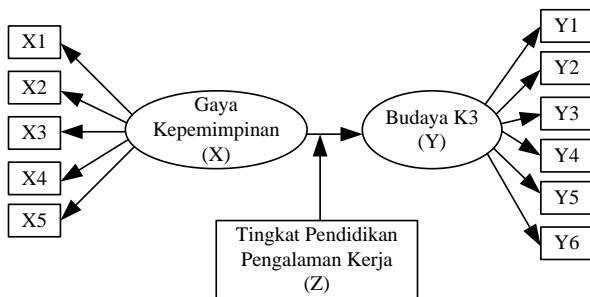 X1
X2
X3
X4
X5
Gaya
Kepemimpinan
(X)
Budaya K3
(Y)
Y1
Y2
Y3
Y4
Y5
Y6
Tingkat Pendidikan
Pengalaman Kerja
(Z)